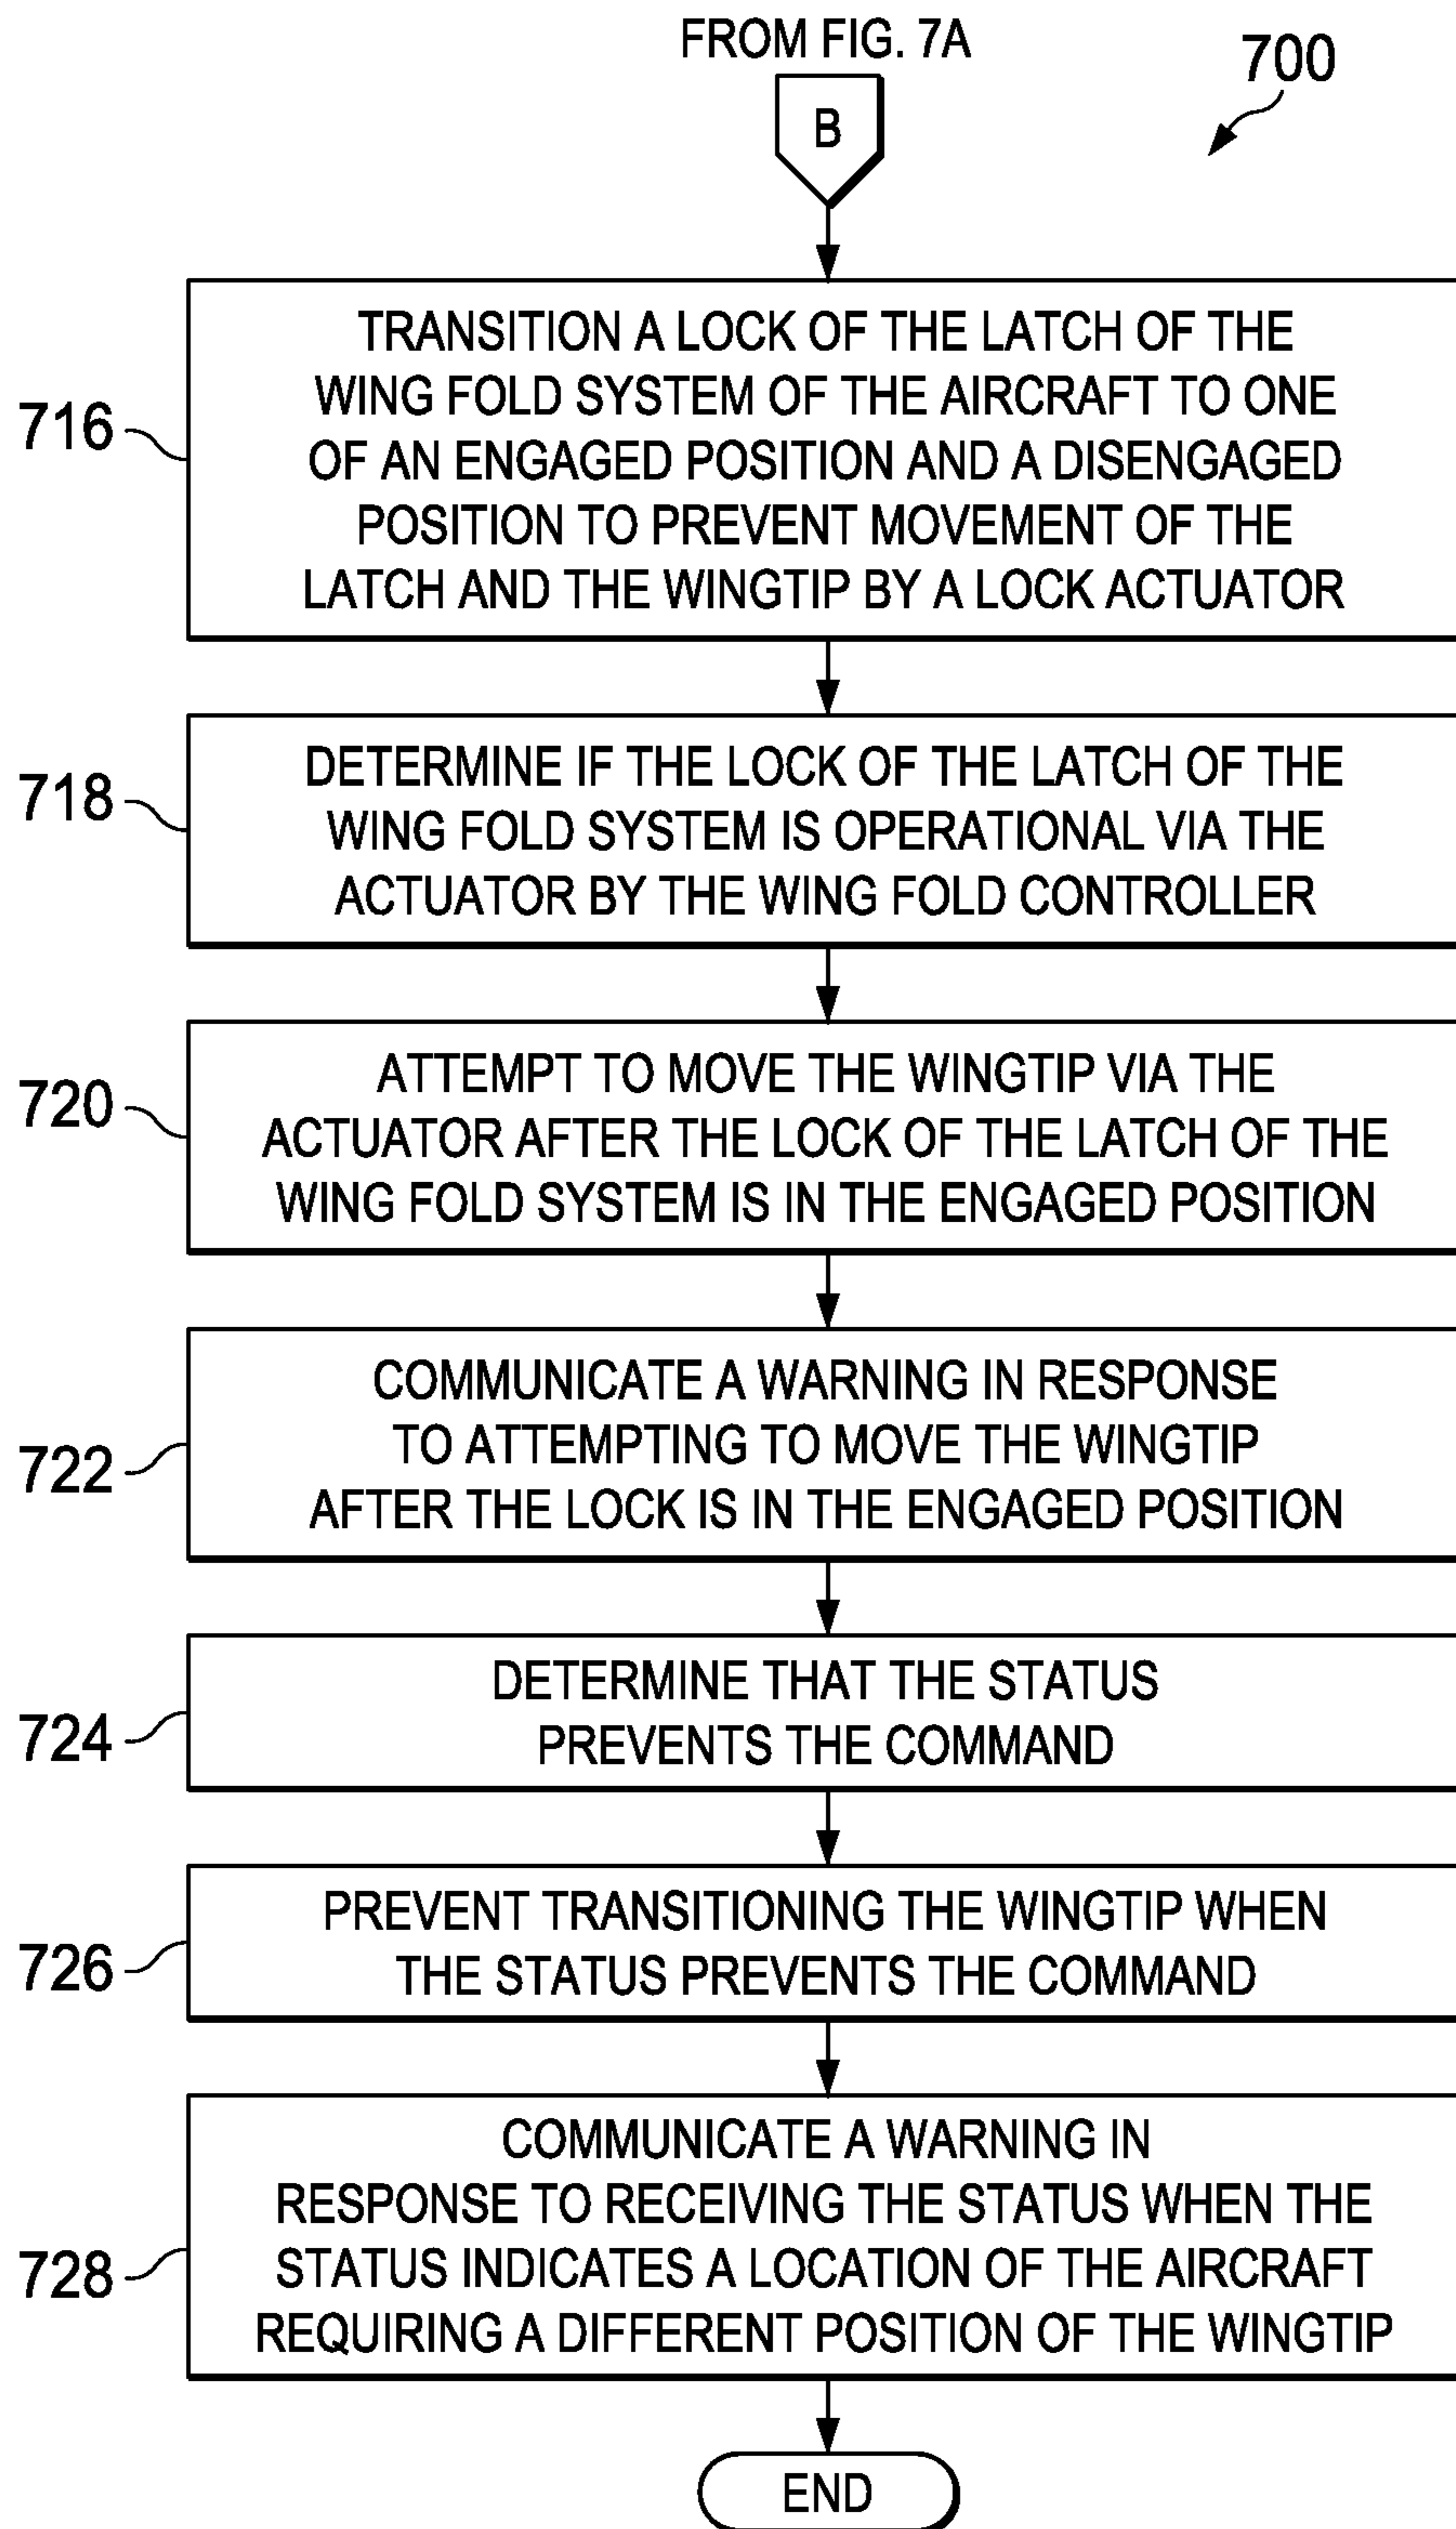 FROM FIG. 7A
700
B
716
TRANSITION A LOCK OF THE LATCH OF THE
WING FOLD SYSTEM OF THE AIRCRAFT TO ONE
OF AN ENGAGED POSITION AND A DISENGAGED
POSITION TO PREVENT MOVEMENT OF THE
LATCH AND THE WINGTIP BY A LOCK ACTUATOR
718
DETERMINE IF THE LOCK OF THE LATCH OF THE
WING FOLD SYSTEM IS OPERATIONAL VIA THE
ACTUATOR BY THE WING FOLD CONTROLLER
720
ATTEMPT TO MOVE THE WINGTIP VIA THE
ACTUATOR AFTER THE LOCK OF THE LATCH OF THE
WING FOLD SYSTEM IS IN THE ENGAGED POSITION
722
COMMUNICATE A WARNING IN RESPONSE
TO ATTEMPTING TO MOVE THE WINGTIP
AFTER THE LOCK IS IN THE ENGAGED POSITION
724
DETERMINE THAT THE STATUS
PREVENTS THE COMMAND
726
PREVENT TRANSITIONING THE WINGTIP WHEN
THE STATUS PREVENTS THE COMMAND
728
COMMUNICATE A WARNING IN
RESPONSE TO RECEIVING THE STATUS WHEN THE
STATUS INDICATES A LOCATION OF THE AIRCRAFT
REQUIRING A DIFFERENT POSITION OF THE WINGTIP
END